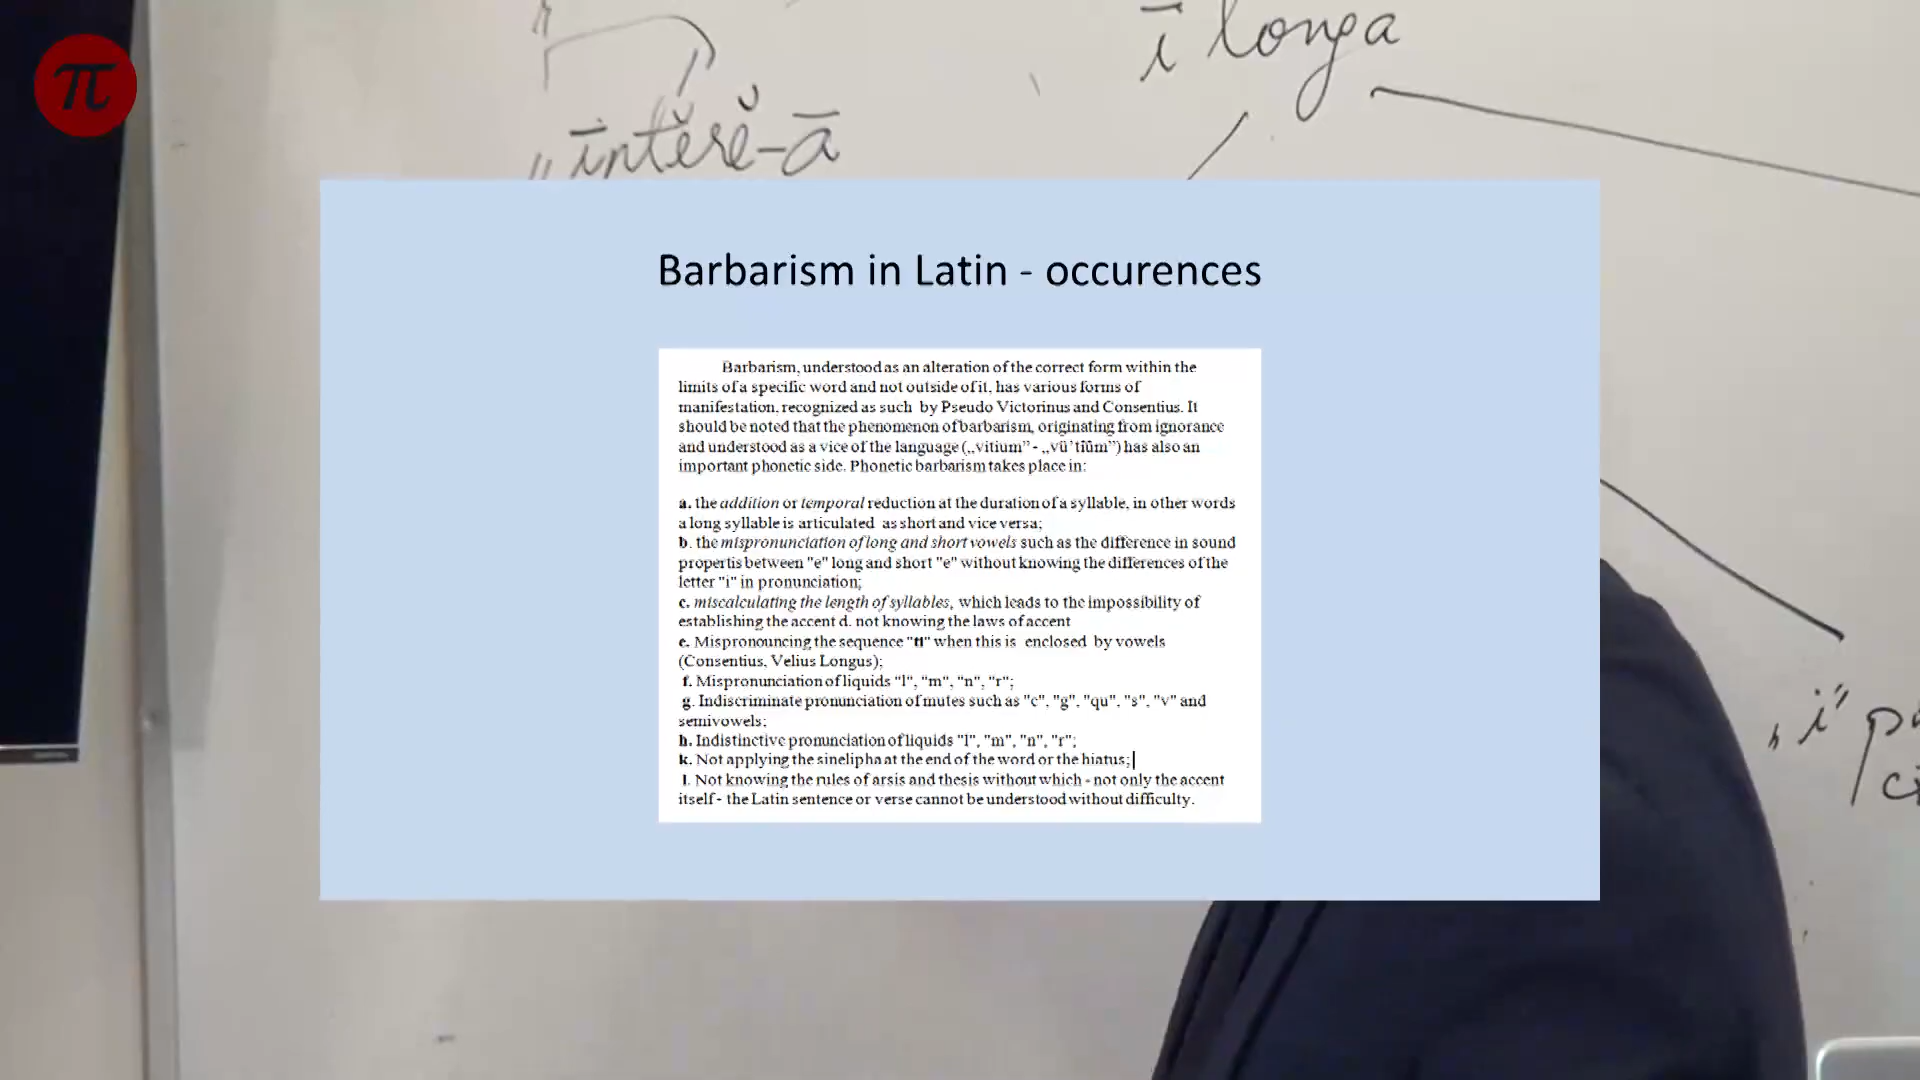 π
ī longa
„intĕrĕ-ā
Barbarism in Latin - occurences
Barbarism, understood as an alteration of the correct form within the
limits of a specific word and not outside of it, has various forms of
manifestation, recognized as such by Pseudo Victorinus and Consentius. It
should be noted that the phenomenon of barbarism, originating from ignorance
and understood as a vice of the language („vitium” - „vü’tiŭm”) has also an
important phonetic side. Phonetic barbarism takes place in:
a. the addition or temporal reduction at the duration of a syllable, in other words
a long syllable is articulated as short and vice versa;
b. the mispronunciation of long and short vowels such as the difference in sound
propertis between "e" long and short "e" without knowing the differences of the
letter "i" in pronunciation;
c. miscalculating the length of syllables, which leads to the impossibility of
establishing the accent d. not knowing the laws of accent
e. Mispronouncing the sequence "ti" when this is enclosed by vowels
(Consentius, Velius Longus);
f. Mispronunciation of liquids "l", "m", "n", "r";
g. Indiscriminate pronunciation of mutes such as "c", "g", "qu", "s", "v" and
semivowels;
h. Indistinctive pronunciation of liquids "l", "m", "n", "r";
k. Not applying the sinelipha at the end of the word or the hiatus;
l. Not knowing the rules of arsis and thesis without which - not only the accent
itself - the Latin sentence or verse cannot be understood without difficulty.
„i”